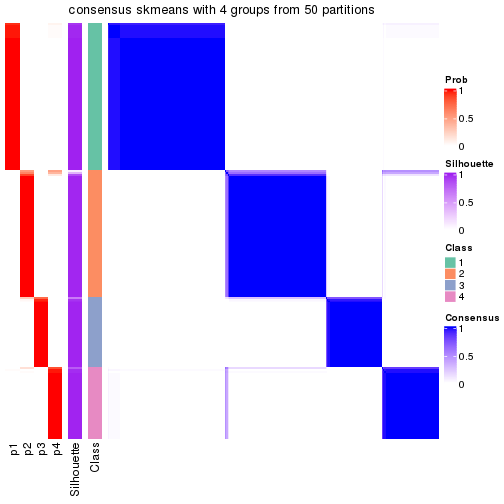 consensus skmeans with 4 groups from 50 partitions
Prob
1
0.5
0
Silhouette
1
0.5
0
Class
1
2
3
4
Consensus
1
0.5
0
p1
p2
p3
p4
Silhouette
Class